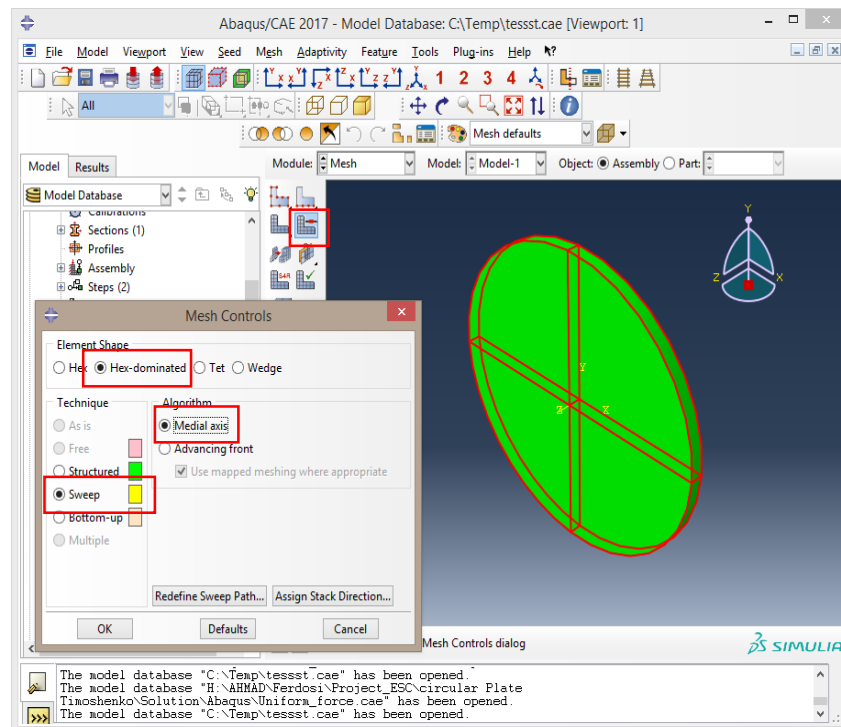 Abaqus/CAE 2017 - Model Database: C:\Temp\tessst.cae [Viewport: 1]
File Model Viewport View Seed Mesh Adaptivity Feature Tools Plug-ins Help
1 2 3 4
All
Mesh defaults
Model Results
Module: Mesh Model: Model-1 Object: Assembly Part:
Model Database
Calibrations
Sections (1)
Profiles
Assembly
Steps (2)
Y
Z X
Y
Z X
Mesh Controls
Element Shape
Hex Hex-dominated Tet Wedge
Technique
As is
Free
Structured
Sweep
Bottom-up
Multiple
Algorithm
Medial axis
Advancing front
Use mapped meshing where appropriate
Redefine Sweep Path... Assign Stack Direction...
OK Defaults Cancel
Mesh Controls dialog
SIMULIA
The model database "C:\Temp\tessst.cae" has been opened.
The model database "H:\AHMAD\Ferdosi\Project_ESC\circular Plate
Timoshenko\Solution\Abaqus\Uniform_force.cae" has been opened.
The model database "C:\Temp\tessst.cae" has been opened.